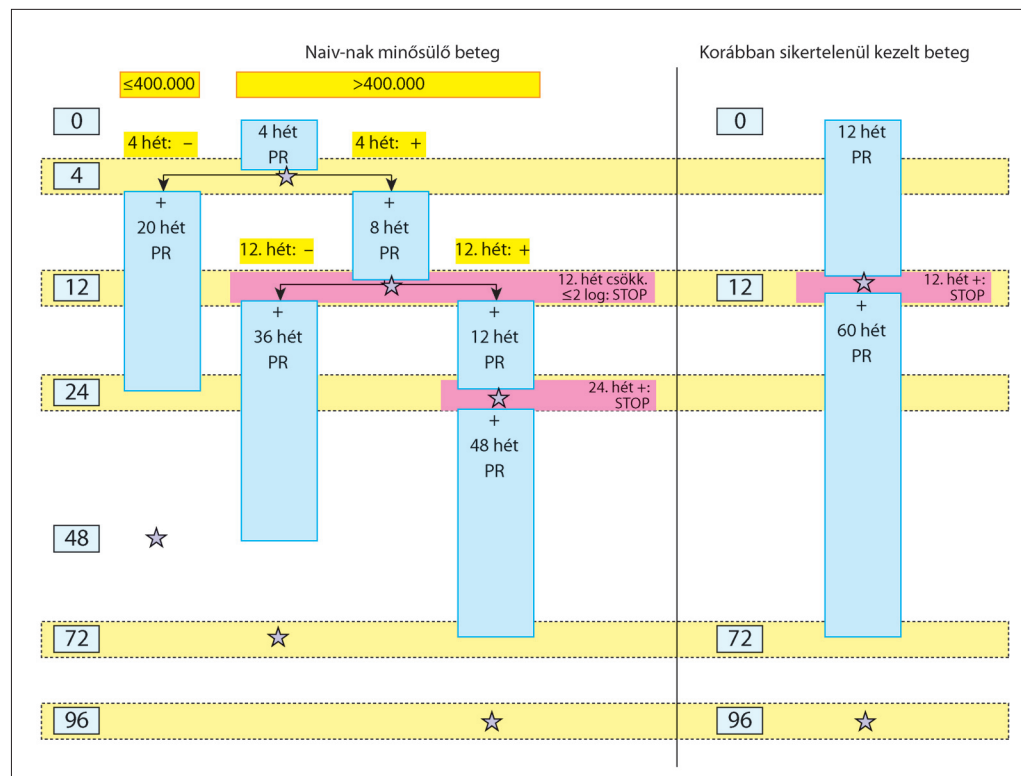 Naiv-nak minősülő beteg
Korábban sikertelenül kezelt beteg
≤400.000
>400.000
0
4 hét: –
4 hét
PR
4 hét: +
0
12 hét
PR
4
+
20 hét
PR
+
8 hét
PR
12. hét: –
12. hét: +
12
12. hét csökk.
≤2 log: STOP
12
12. hét +:
STOP
+
36 hét
PR
+
12 hét
PR
+
60 hét
PR
24
24. hét +:
STOP
+
48 hét
PR
48
72
72
96
96